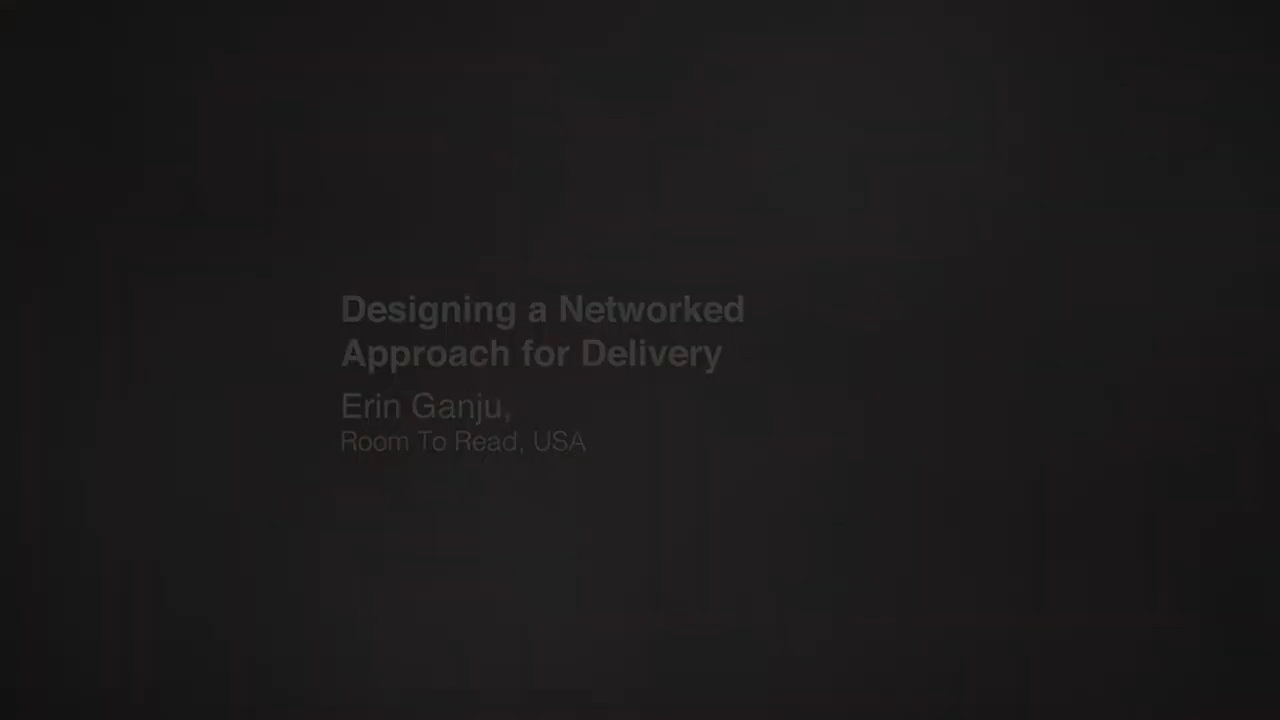 Designing a Networked
Approach for Delivery
Erin Ganju,
Room To Read, USA